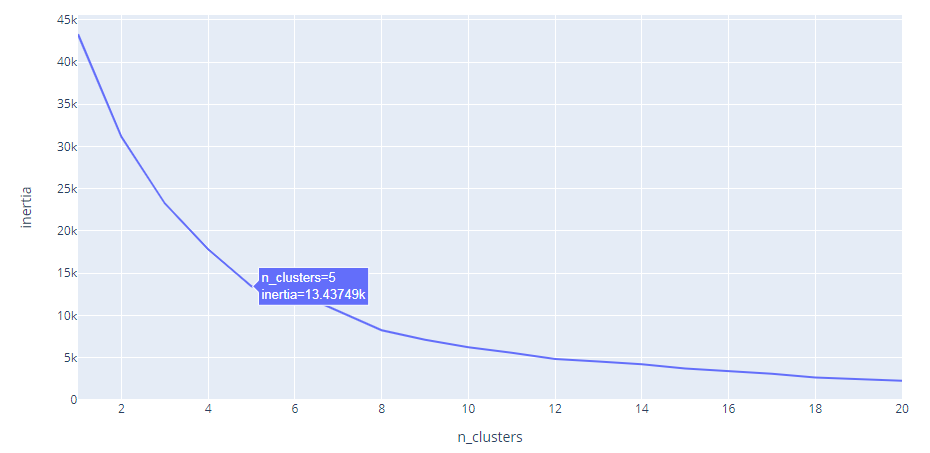 45k
40k
35k
30k
25k
20k
15k
10k
5k
0
inertia
n_clusters=5
inertia=13.43749k
2 4 6 8 10 12 14 16 18 20
n_clusters